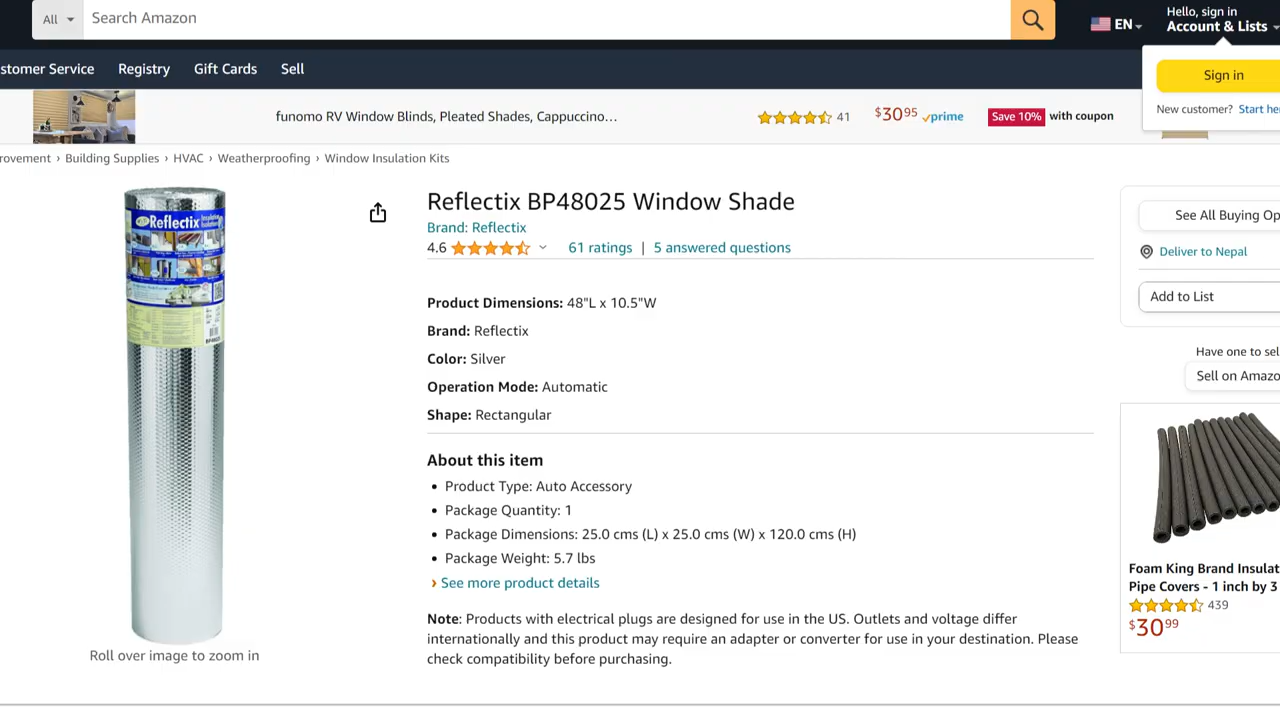 All
Search Amazon
EN
Hello, sign in
Account & Lists
stomer Service
Registry
Gift Cards
Sell
Sign in
New customer? Start he
funomo RV Window Blinds, Pleated Shades, Cappuccino…
41
$30⁹⁵
prime
Save 10% with coupon
rovement › Building Supplies › HVAC › Weatherproofing › Window Insulation Kits
Reflectix
BP48025
Roll over image to zoom in
Reflectix BP48025 Window Shade
Brand: Reflectix
4.6
61 ratings | 5 answered questions
Product Dimensions: 48"L x 10.5"W
Brand: Reflectix
Color: Silver
Operation Mode: Automatic
Shape: Rectangular
About this item
• Product Type: Auto Accessory
• Package Quantity: 1
• Package Dimensions: 25.0 cms (L) x 25.0 cms (W) x 120.0 cms (H)
• Package Weight: 5.7 lbs
› See more product details
Note: Products with electrical plugs are designed for use in the US. Outlets and voltage differ
internationally and this product may require an adapter or converter for use in your destination. Please
check compatibility before purchasing.
See All Buying Op
Deliver to Nepal
Add to List
Have one to sel
Sell on Amazo
Foam King Brand Insulat
Pipe Covers - 1 inch by 3
439
$30⁹⁹